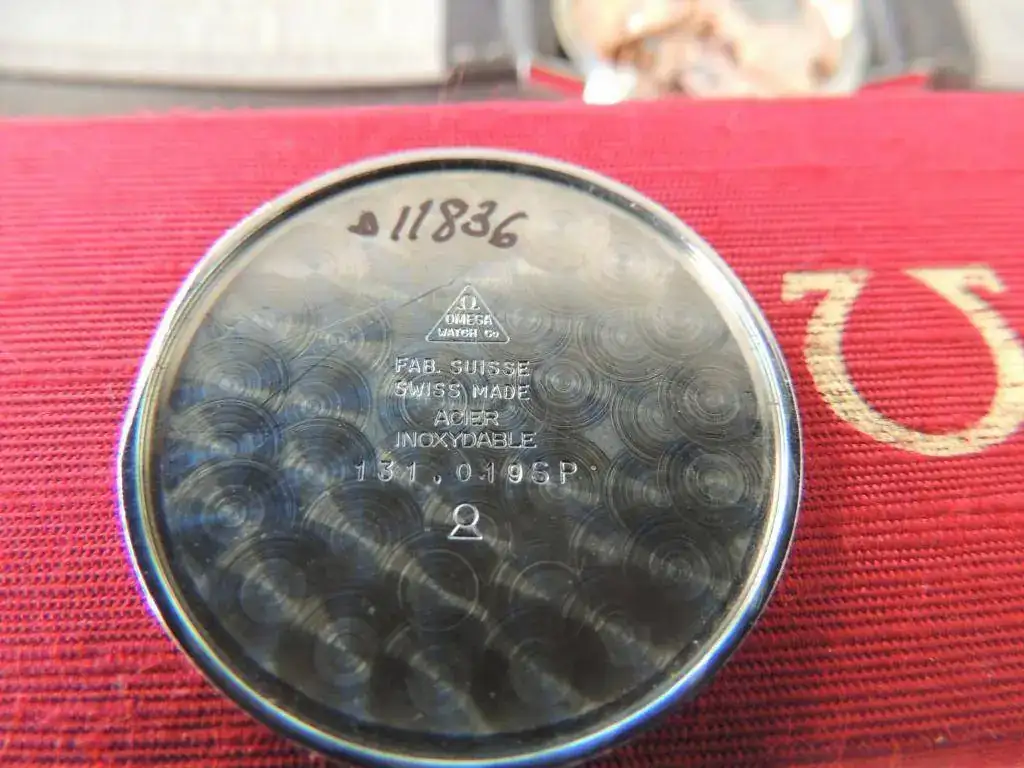 11836
Ω
OMEGA
WATCH Co
FAB. SUISSE
SWISS MADE
ACIER
INOXYDABLE
131.019SP